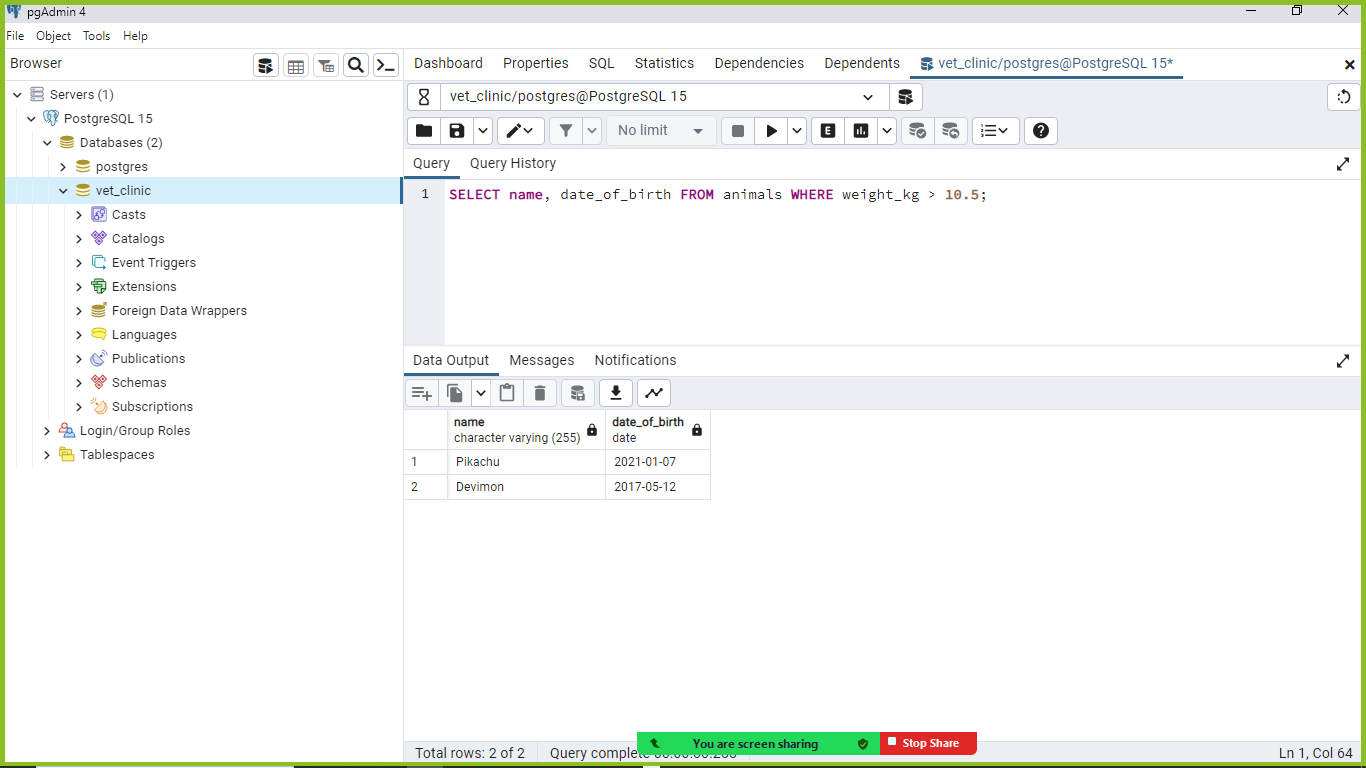 pgAdmin 4
File Object Tools Help
Browser
Servers (1)
PostgreSQL 15
Databases (2)
postgres
vet_clinic
Casts
Catalogs
Event Triggers
Extensions
Foreign Data Wrappers
Languages
Publications
Schemas
Subscriptions
Login/Group Roles
Tablespaces
Dashboard Properties SQL Statistics Dependencies Dependents vet_clinic/postgres@PostgreSQL 15*
vet_clinic/postgres@PostgreSQL 15
No limit E
Query Query History
1 SELECT name, date_of_birth FROM animals WHERE weight_kg > 10.5;
Data Output Messages Notifications
name date_of_birth
character varying (255) date
1 Pikachu 2021-01-07
2 Devimon 2017-05-12
You are screen sharing Stop Share
Total rows: 2 of 2 Query complete Ln 1, Col 64